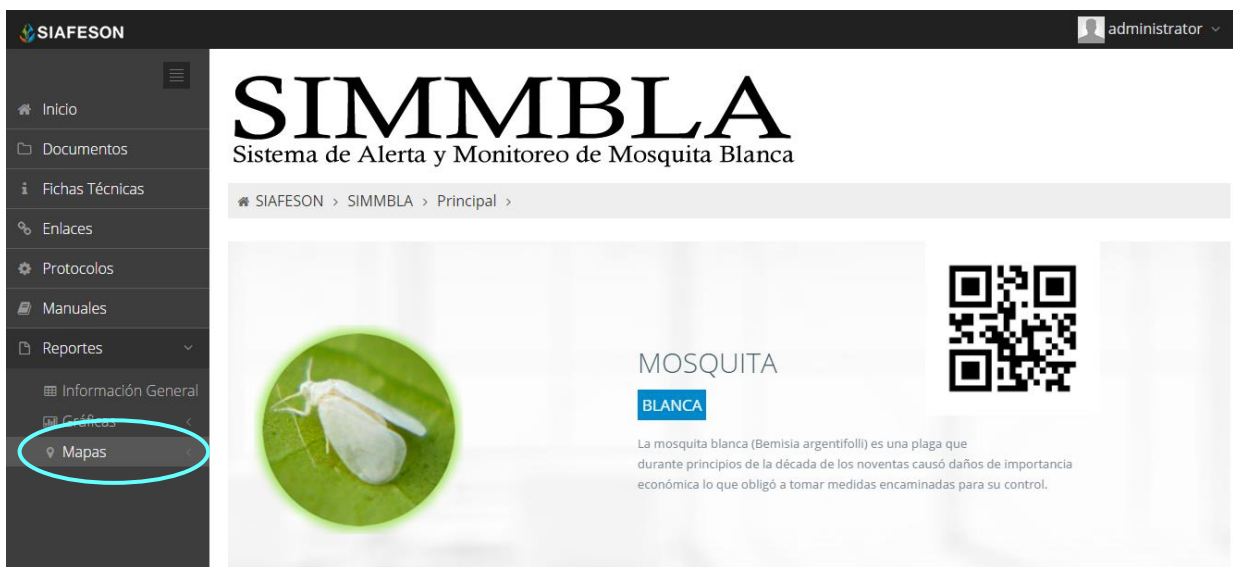 SIAFESON
administrator
Inicio
Documentos
Fichas Técnicas
Enlaces
Protocolos
Manuales
Reportes
Información General
Gráficas
Mapas
SIMMBLA
Sistema de Alerta y Monitoreo de Mosquita Blanca
SIAFESON > SIMMBLA > Principal >
MOSQUITA
BLANCA
La mosquita blanca (Bemisia argentifolli) es una plaga que
durante principios de la década de los noventas causó daños de importancia
económica lo que obligó a tomar medidas encaminadas para su control.